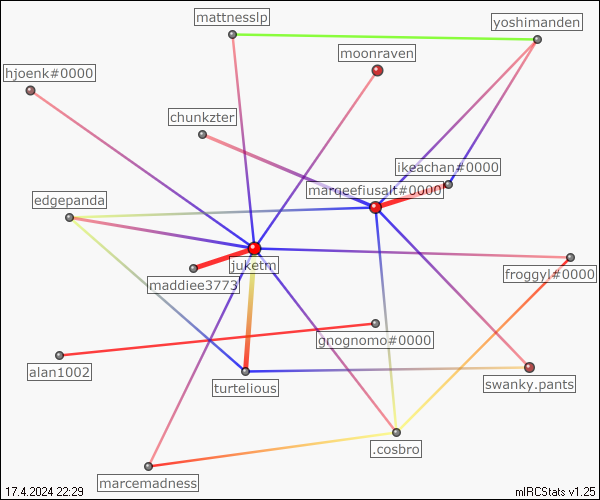 mattnesslp
yoshimanden
moonraven
hjoenk#0000
chunkzter
ikeachan#0000
marqeefiusalt#0000
edgepanda
juketm
froggyl#0000
maddiee3773
gnognomo#0000
alan1002
turtelious
swanky.pants
.cosbro
marcemadness
17.4.2024 22:29
mIRCStats v1.25